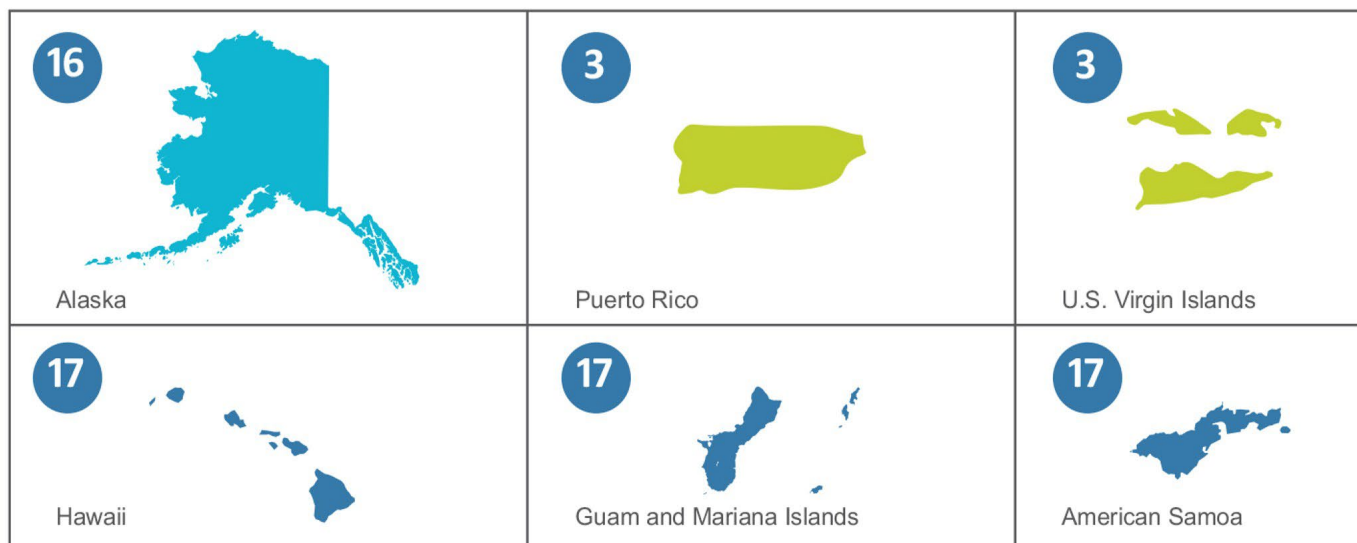 16
Alaska
3
Puerto Rico
3
U.S. Virgin Islands
17
Hawaii
17
Guam and Mariana Islands
17
American Samoa